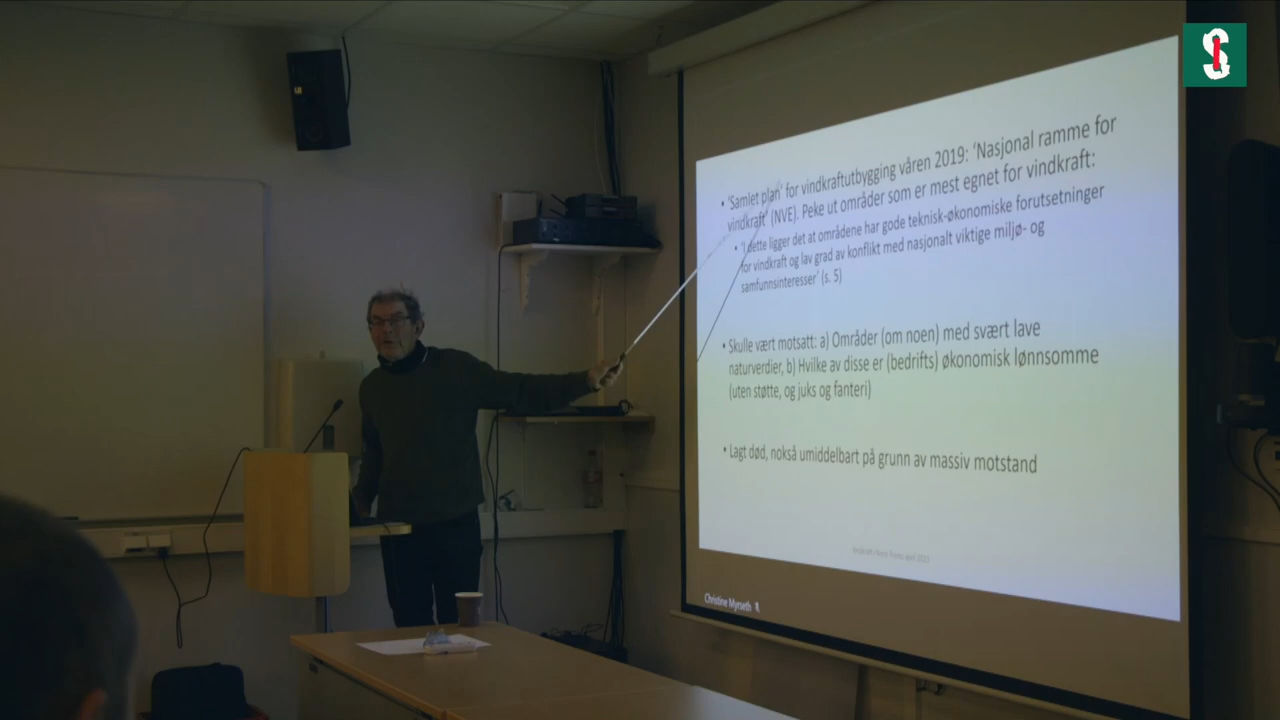 • 'Samlet plan' for vindkraftutbygging våren 2019: 'Nasjonal ramme for
vindkraft' (NVE). Peke ut områder som er mest egnet for vindkraft:
• 'I dette ligger det at områdene har gode teknisk-økonomiske forutsetninger
for vindkraft og lav grad av konflikt med nasjonalt viktige miljø- og
samfunnsinteresser' (s. 5)
• Skulle vært motsatt: a) Områder (om noen) med svært lave
naturverdier, b) Hvilke av disse er (bedrifts) økonomisk lønnsomme
(uten støtte, og juks og fanteri)
• Lagt død, nokså umiddelbart på grunn av massiv motstand
Christine Myrseth